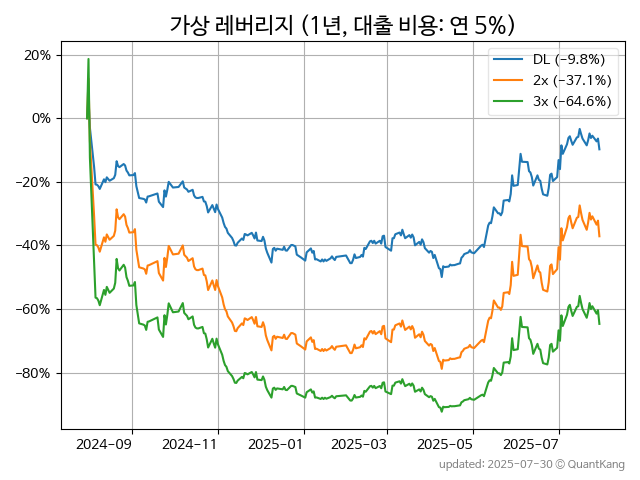 가상 레버리지 (1년, 대출 비용: 연 5%)
DL (−9.8%)
2x (−37.1%)
3x (−64.6%)
20%
0%
−20%
−40%
−60%
−80%
2024-09 2024-11 2025-01 2025-03 2025-05 2025-07
updated: 2025-07-30 © QuantKang